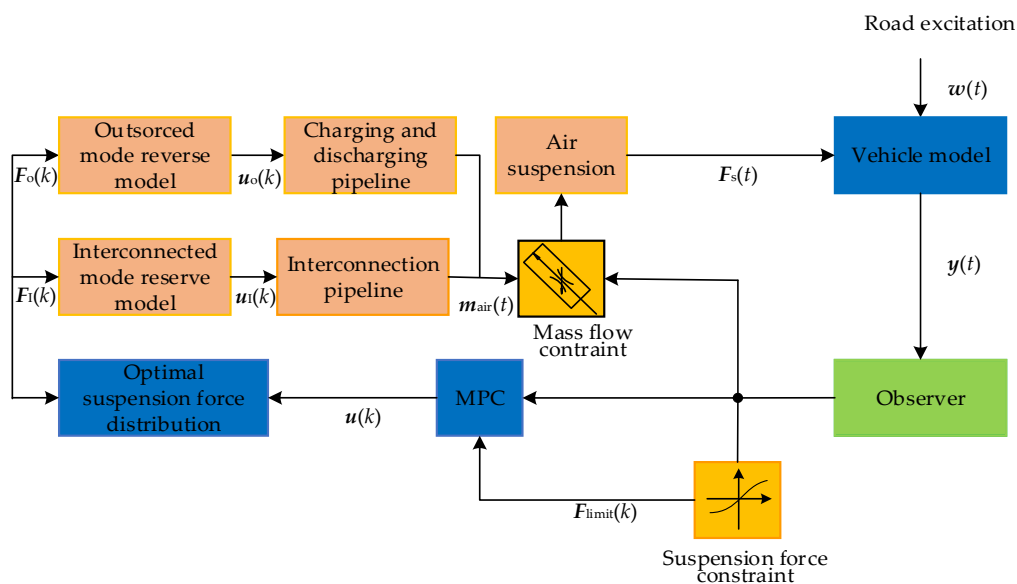 Road excitation
w(t)
Outsorced
mode reverse
model
Charging and
discharging
pipeline
Air
suspension
Vehicle model
Fo(k)
uo(k)
Fs(t)
Interconnected
mode reserve
model
Interconnection
pipeline
FI(k)
uI(k)
mair(t)
y(t)
Mass flow
contraint
Optimal
suspension force
distribution
MPC
Observer
u(k)
Flimit(k)
Suspension force
constraint